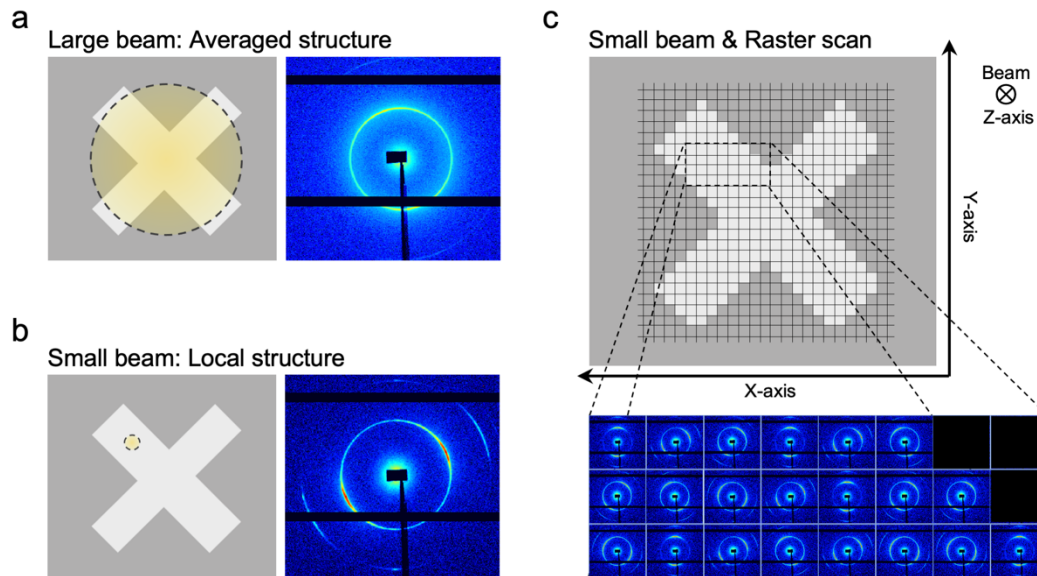 a
Large beam: Averaged structure
b
Small beam: Local structure
c
Small beam & Raster scan
Beam
Z-axis
Y-axis
X-axis